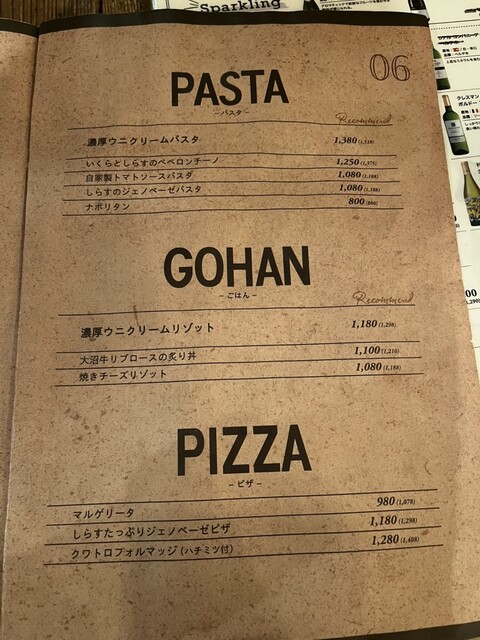 Sparkling
06
PASTA
~パスタ~
Recommend
濃厚ウニクリームパスタ 1,380(1,518)
いくらとしらすのペペロンチーノ 1,250(1,375)
自家製トマトソースパスタ 1,080(1,188)
しらすのジェノベーゼパスタ 1,080(1,188)
ナポリタン 800(880)
GOHAN
~ごはん~
Recommend
濃厚ウニクリームリゾット 1,180(1,298)
大沼牛リブロースの炙り丼 1,100(1,210)
焼きチーズリゾット 1,080(1,188)
PIZZA
~ピザ~
マルゲリータ 980(1,078)
しらすたっぷりジェノベーゼピザ 1,180(1,298)
クワトロフォルマッジ(ハチミツ付) 1,280(1,408)
クレスマン
ボルドー